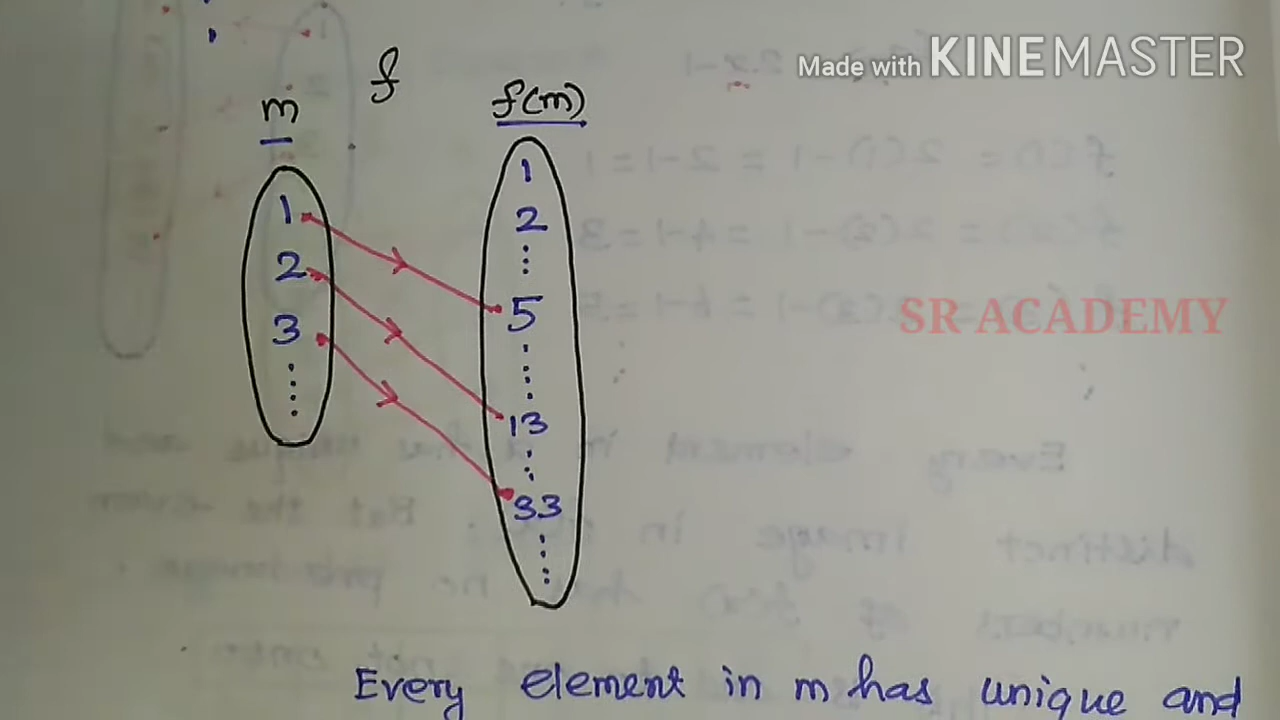 Made with KINEMASTER
f
m
f(m)
1
2
⋮
5
⋮
13
⋮
33
⋮
1
2
3
⋮
SR ACADEMY
Every element in m has unique and